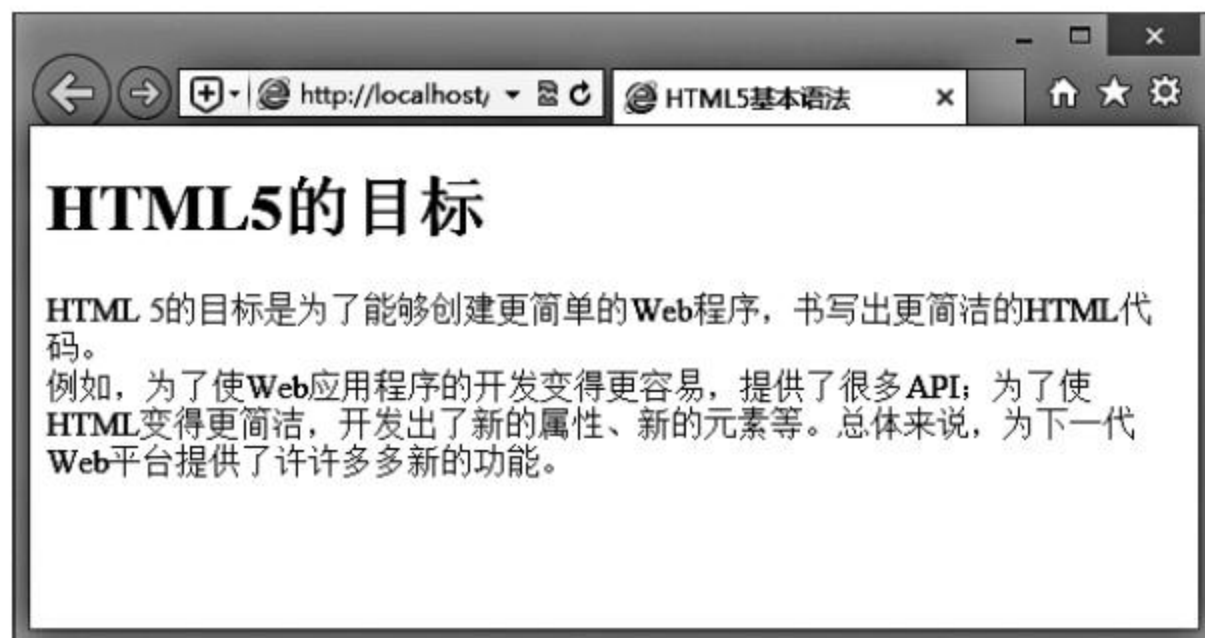 http://localhost/
HTML5基本语法
HTML5的目标
HTML 5的目标是为了能够创建更简单的Web程序，书写出更简洁的HTML代
码。
例如，为了使Web应用程序的开发变得更容易，提供了很多API；为了使
HTML变得更简洁，开发出了新的属性、新的元素等。总体来说，为下一代
Web平台提供了许许多多新的功能。